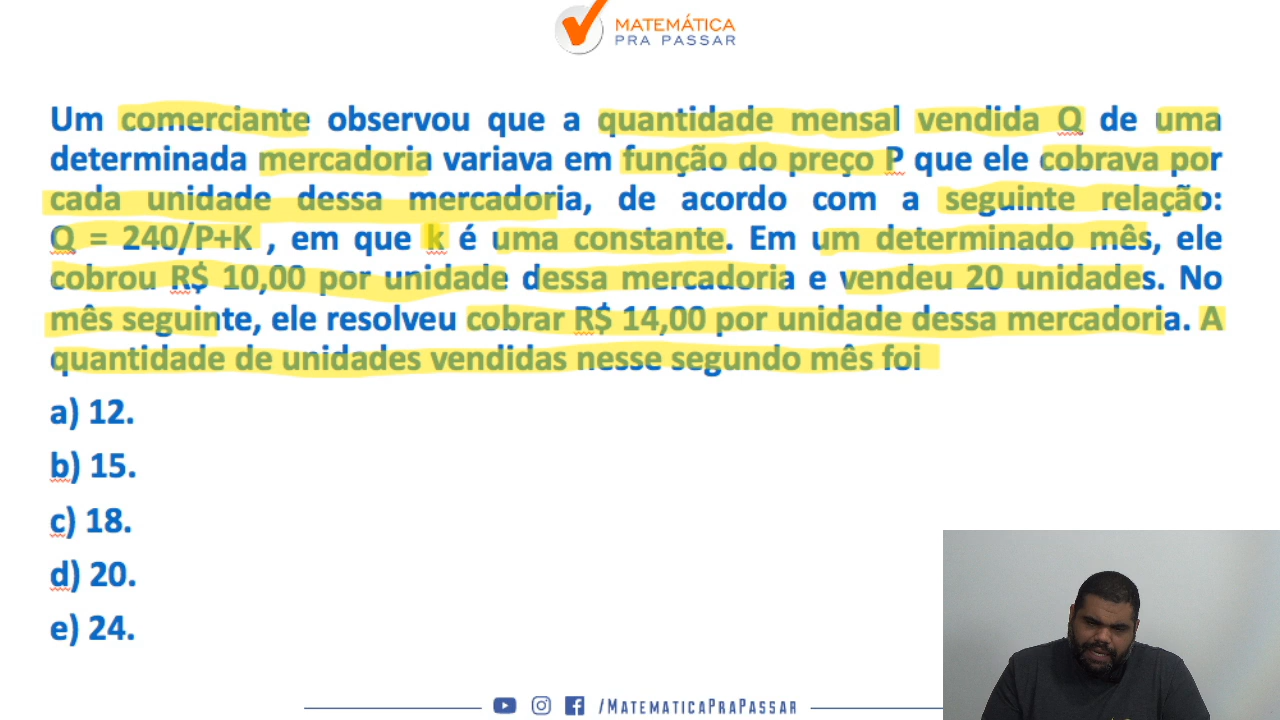 MATEMÁTICA
PRA PASSAR
Um comerciante observou que a quantidade mensal vendida Q de uma
determinada mercadoria variava em função do preço P que ele cobrava por
cada unidade dessa mercadoria, de acordo com a seguinte relação:
Q = 240/P+K , em que k é uma constante. Em um determinado mês, ele
cobrou R$ 10,00 por unidade dessa mercadoria e vendeu 20 unidades. No
mês seguinte, ele resolveu cobrar R$ 14,00 por unidade dessa mercadoria. A
quantidade de unidades vendidas nesse segundo mês foi
a) 12.
b) 15.
c) 18.
d) 20.
e) 24.
/MATEMATICAPRAPASSAR